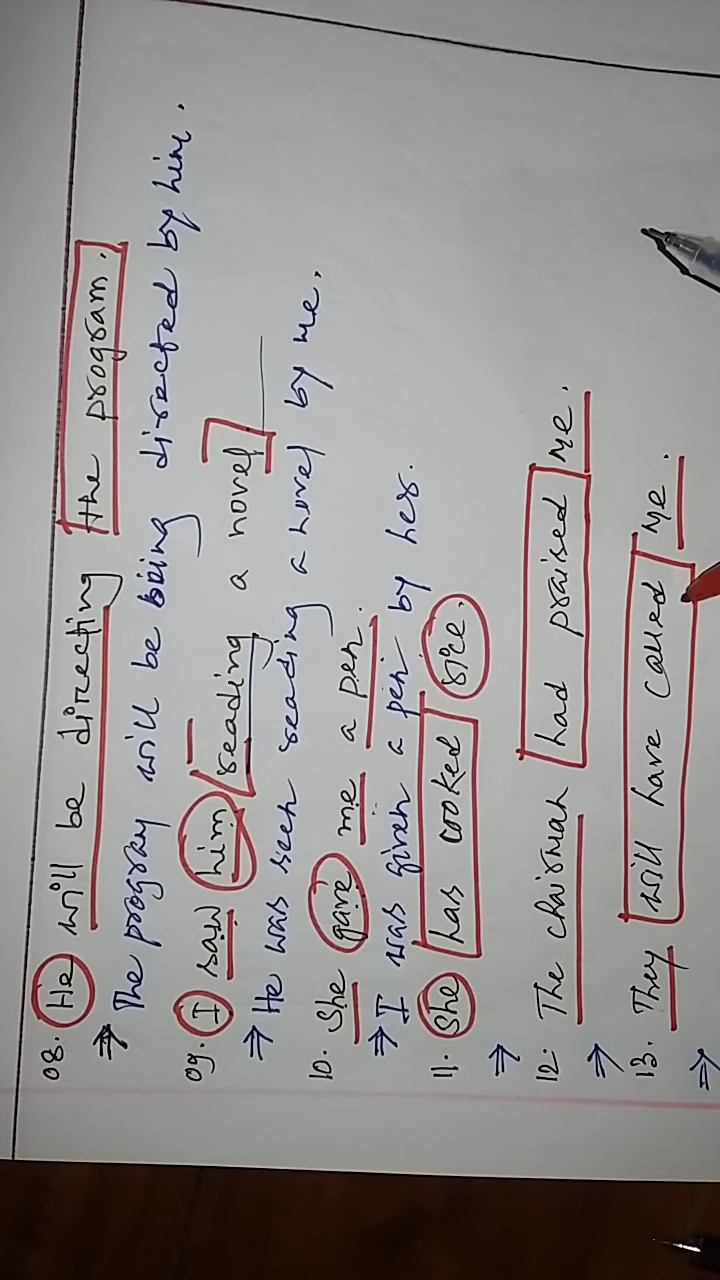 08. He will be directing the program.
⇒ The program will be being directed by him.
09. I saw him reading a novel
⇒ He was seen reading a novel by me.
10. She gave me a pen.
⇒ I was given a pen by her.
11. She has cooked rice.
⇒
12. The chairman had praised me.
⇒
13. They will have called me.
⇒